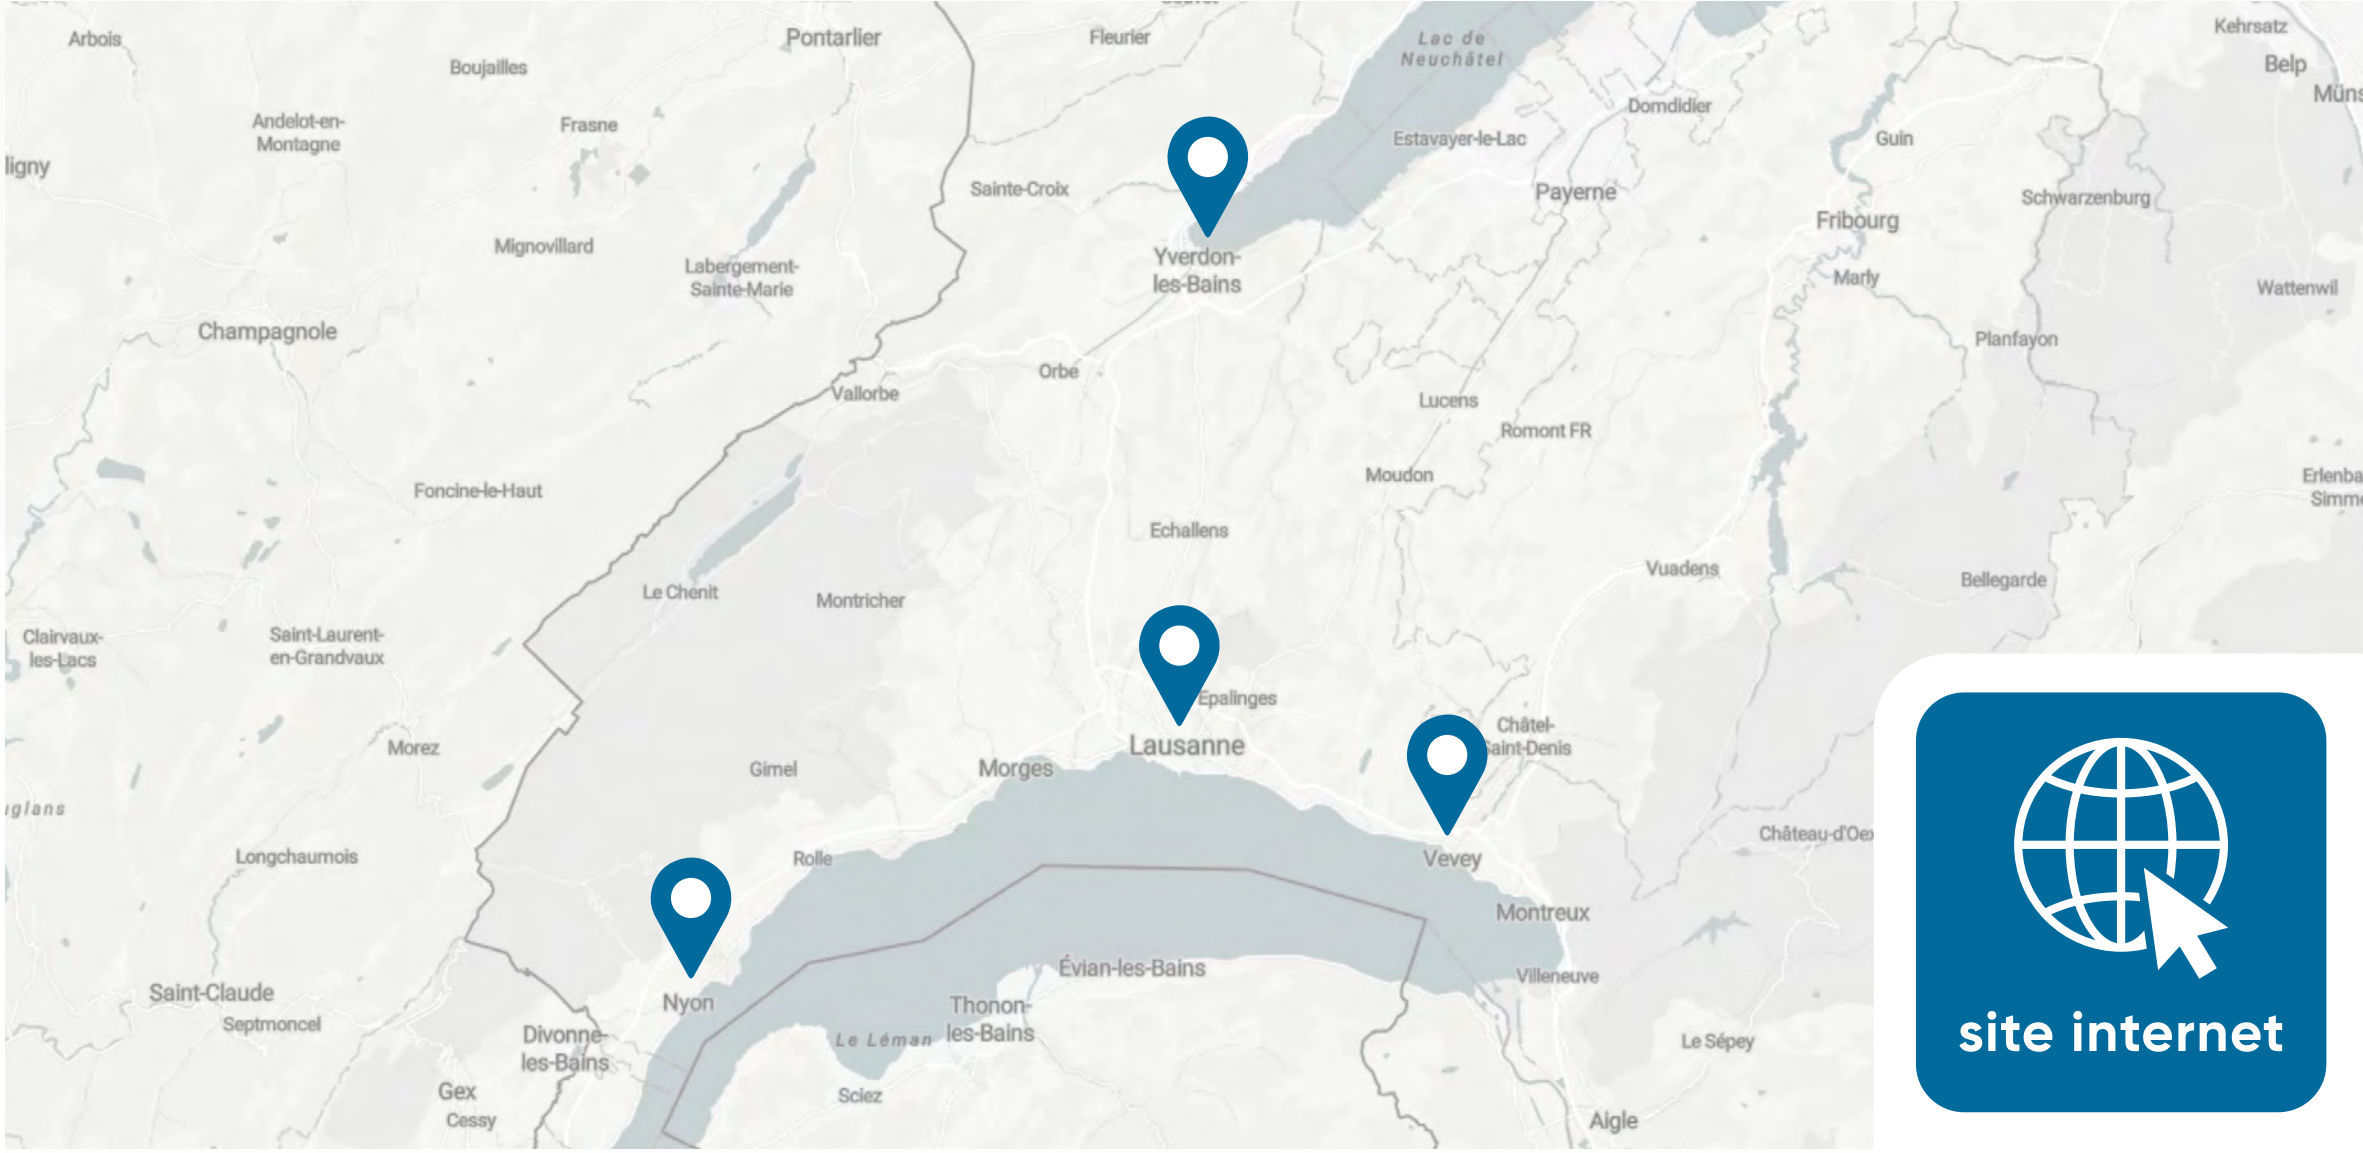 Arbois
Pontarlier
Fleurier
Lac de
Neuchâtel
Kehrsatz
Belp
Boujailles
Domdidier
Andelot-en-
Montagne
Frasne
Estavayer-le-Lac
Guin
Sainte-Croix
Payerne
Schwarzenburg
Fribourg
Mignovillard
Yverdon-
les-Bains
Labergement-
Sainte-Marie
Marly
Wattenwil
Champagnole
Planfayon
Orbe
Vallorbe
Lucens
Romont FR
Moudon
Foncine-le-Haut
Echallens
Vuadens
Bellegarde
Le Chenit
Montricher
Clairvaux-
les-Lacs
Saint-Laurent-
en-Grandvaux
Epalinges
Châtel-
Saint-Denis
Lausanne
Morez
Morges
Gimel
Château-d'Oex
Longchaumois
Rolle
Vevey
Montreux
Évian-les-Bains
Villeneuve
Saint-Claude
Septmoncel
Nyon
Thonon-
les-Bains
Divonne-
les-Bains
Le Léman
Le Sépey
Gex
Cessy
Sciez
Aigle
site internet